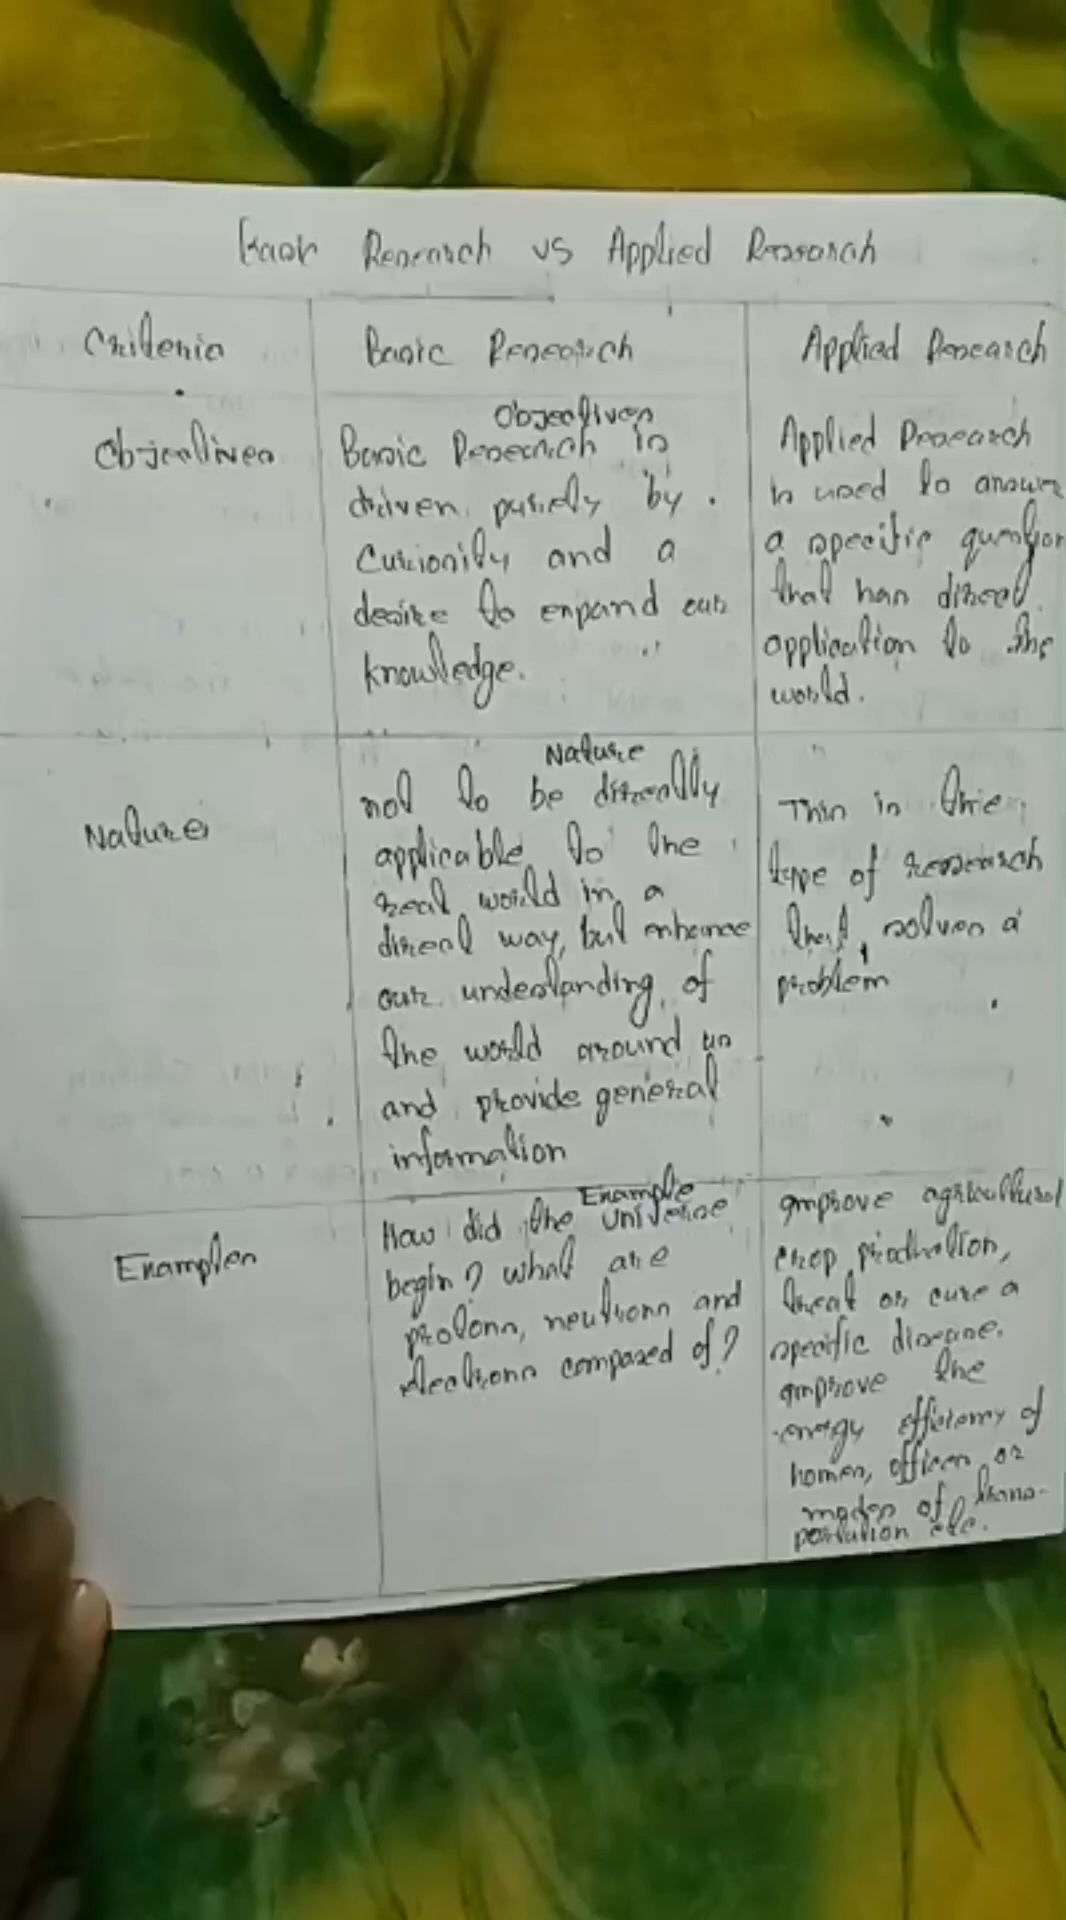 Basic Research vs Applied Research
Criteria
Basic Research
Applied Research
Objectives
Objectives
Basic Research is
driven purely by
Curiosity and a
desire to expand our
knowledge.
Applied Research
is used to answer
a specific question
that has direct
application to the
world.
Nature
Nature
not to be directly
applicable to the
real world in a
direct way, but enhance
our understanding of
the world around us
and provide general
information
This is the
type of research
that solves a
problem
Examples
Example
How did the universe
begin? what are
protons, neutrons and
electrons composed of?
Improve agricultural
crop production,
treat or cure a
specific disease.
Improve the
energy efficiency of
homes, offices or
modes of trans-
portation etc.